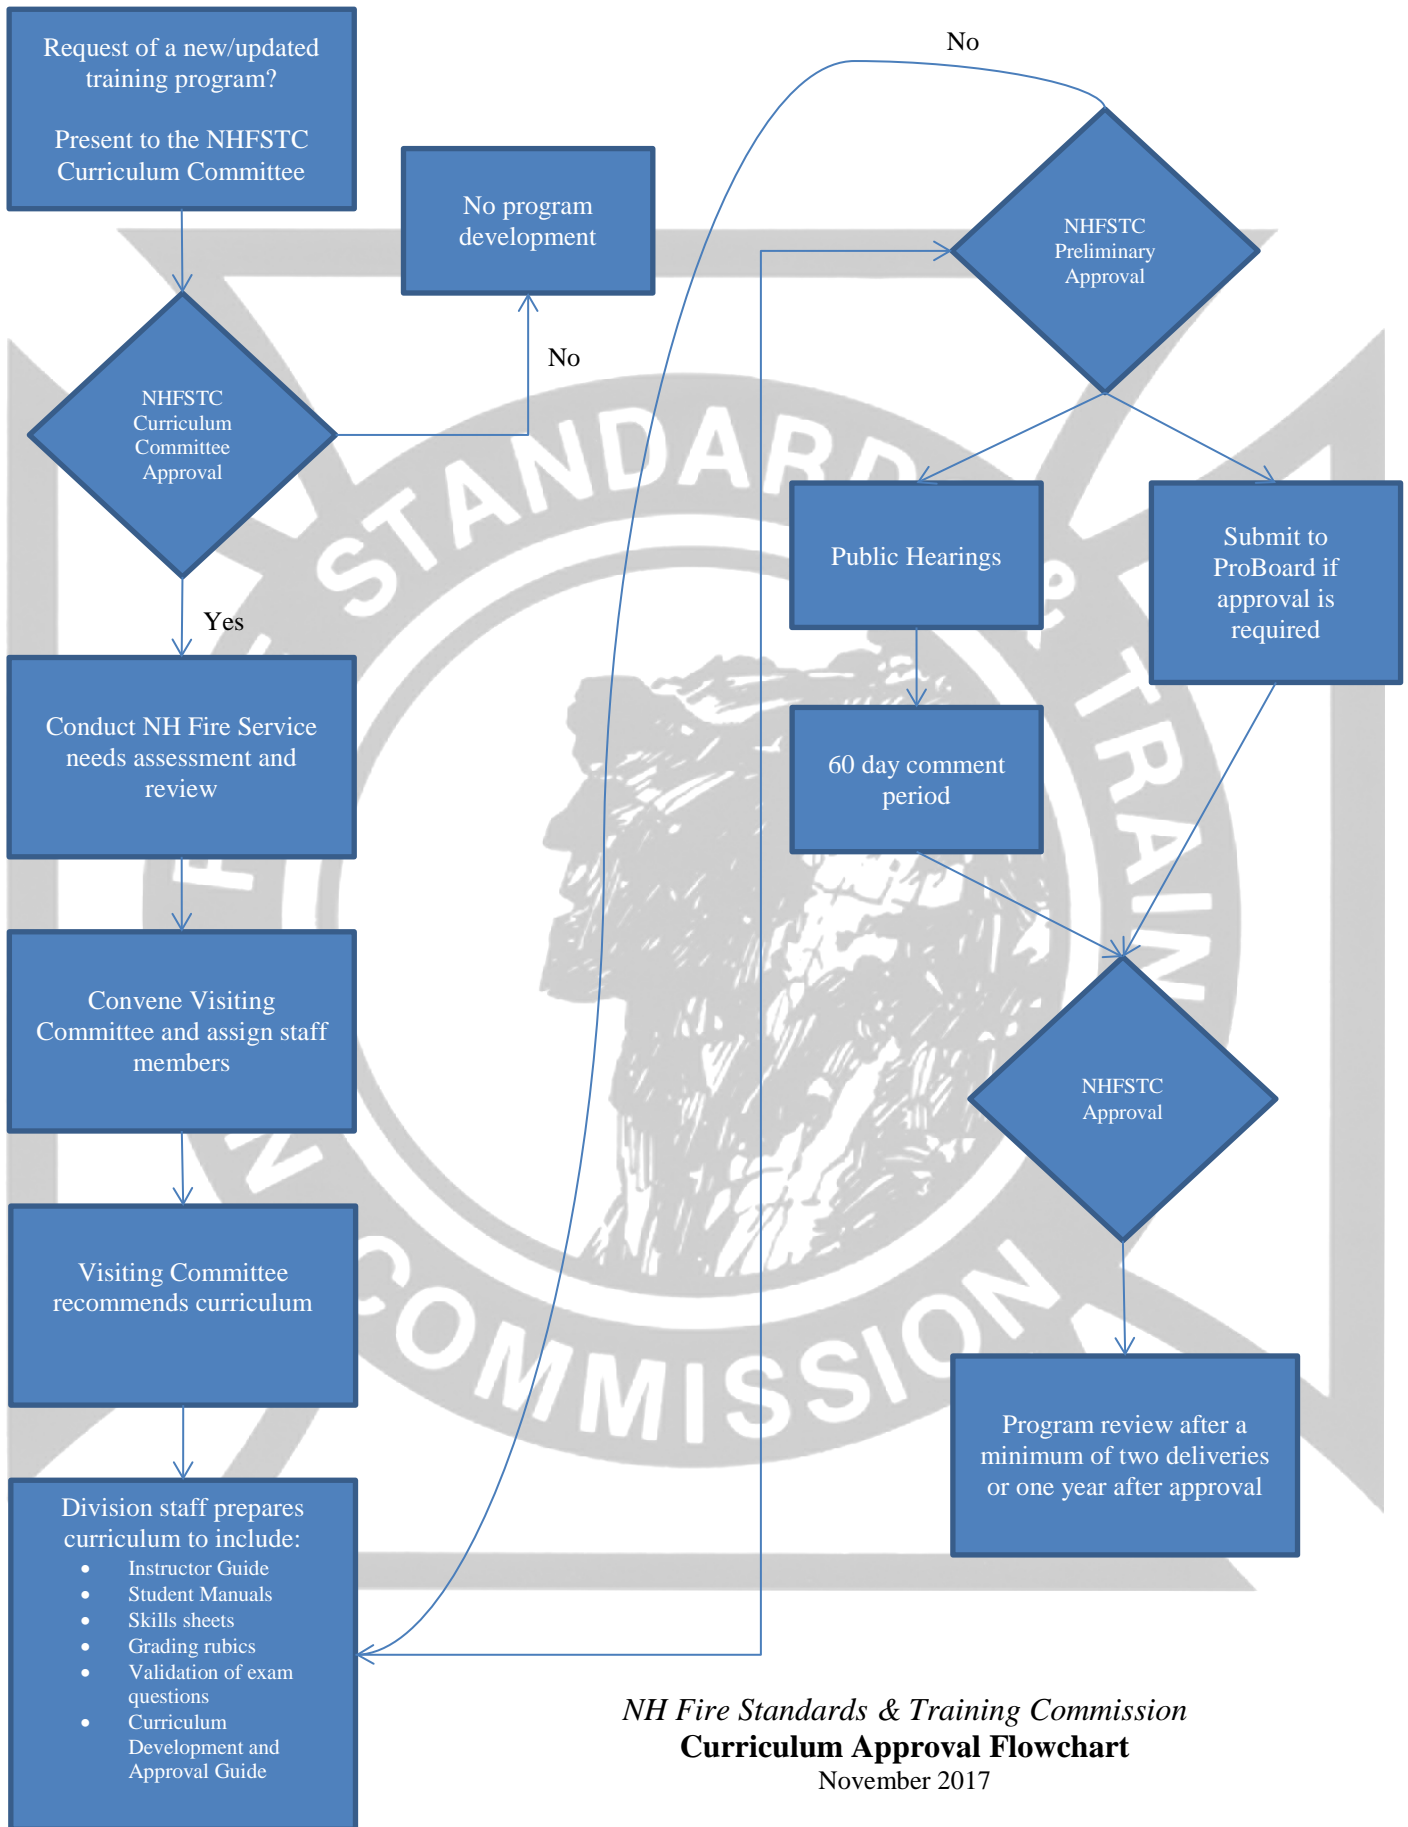 Request of a new/updated
training program?
Present to the NHFSTC
Curriculum Committee
NHFSTC
Curriculum
Committee
Approval
No
No program
development
Yes
Conduct NH Fire Service
needs assessment and
review
Convene Visiting
Committee and assign staff
members
Visiting Committee
recommends curriculum
Division staff prepares
curriculum to include:
• Instructor Guide
• Student Manuals
• Skills sheets
• Grading rubics
• Validation of exam
questions
• Curriculum
Development and
Approval Guide
No
NHFSTC
Preliminary
Approval
Public Hearings
Submit to
ProBoard if
approval is
required
60 day comment
period
NHFSTC
Approval
Program review after a
minimum of two deliveries
or one year after approval
STANDARD & TRAIN
COMMISSION
NH Fire Standards & Training Commission
Curriculum Approval Flowchart
November 2017